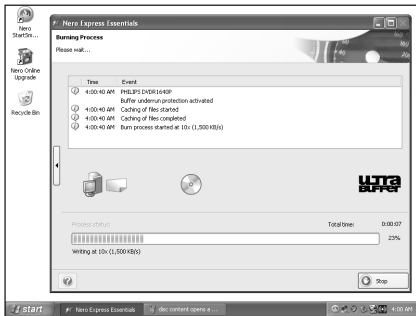 Nero
StartSm...
Nero Online
Upgrade
Recycle Bin
Nero Express Essentials
Burning Process
Please wait...
Time Event
4:00:40 AM PHILIPS DVDR1640P
Buffer underrun protection activated
4:00:40 AM Caching of files started
4:00:40 AM Caching of files completed
4:00:40 AM Burn process started at 10x (1,500 KB/s)
ULTRA
BUFFER
Process status:
Total time: 0:00:07
23%
Writing at 10x (1,500 KB/s)
Stop
start
Nero Express Essentials
disc content opens a ...
4:00 AM